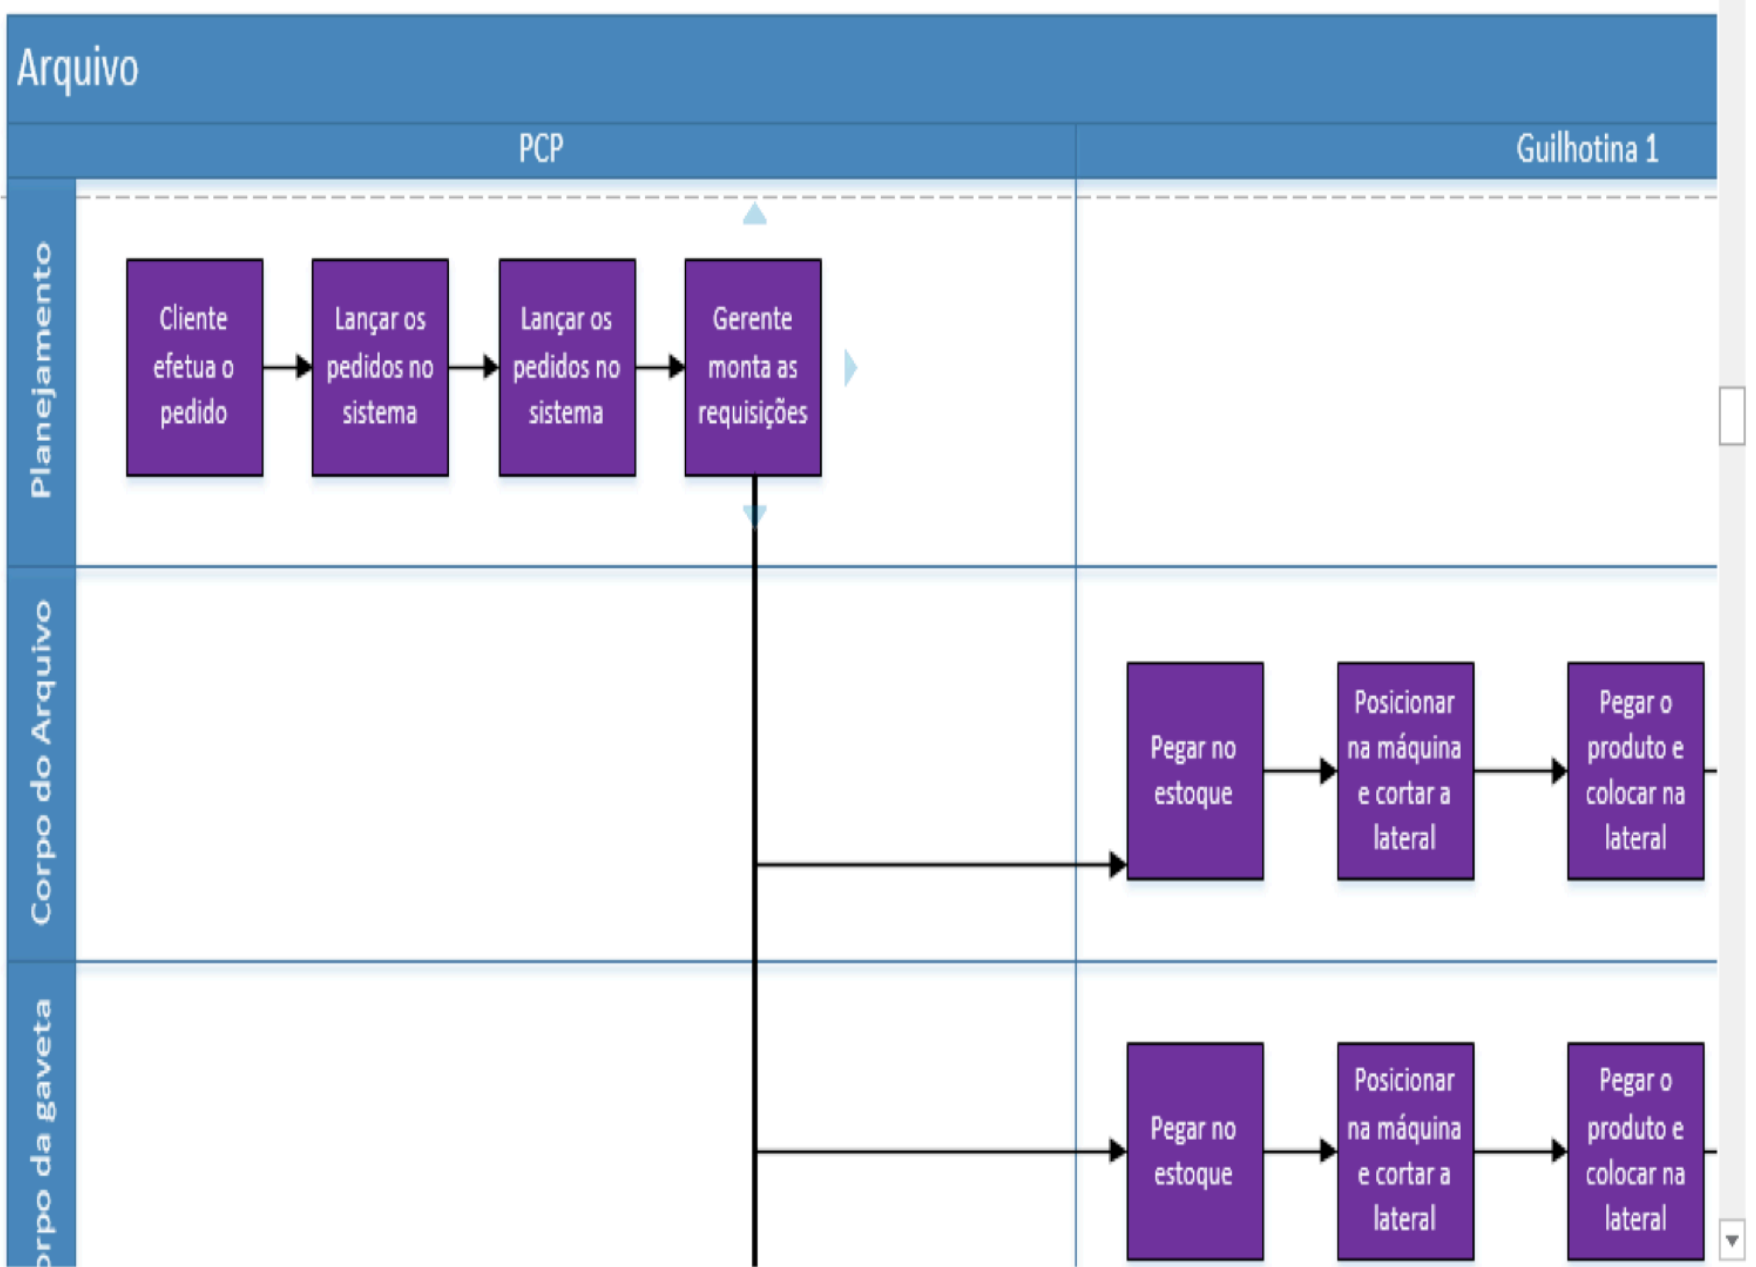 Arquivo
PCP
Guilhotina 1
Planejamento
Cliente
efetua o
pedido
Lançar os
pedidos no
sistema
Lançar os
pedidos no
sistema
Gerente
monta as
requisições
Corpo do Arquivo
Pegar no
estoque
Posicionar
na máquina
e cortar a
lateral
Pegar o
produto e
colocar na
lateral
orpo da gaveta
Pegar no
estoque
Posicionar
na máquina
e cortar a
lateral
Pegar o
produto e
colocar na
lateral